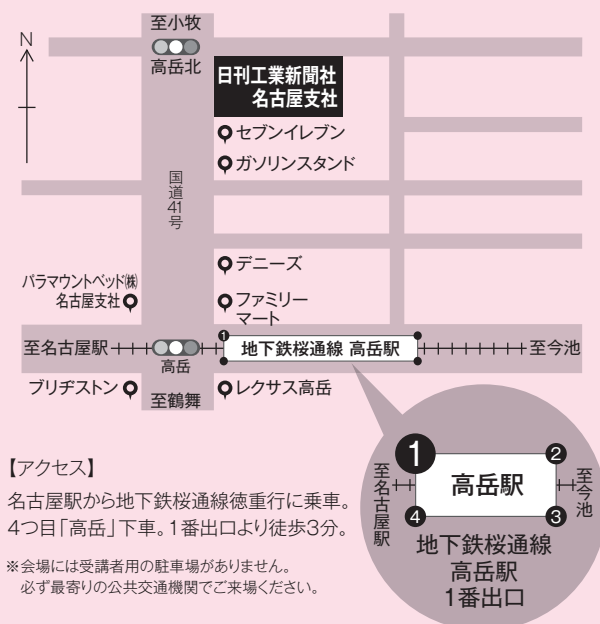 至小牧
N
高岳北
日刊工業新聞社
名古屋支社
セブンイレブン
ガソリンスタンド
国道41号
デニーズ
パラマウントベッド㈱
名古屋支社
ファミリー
マート
至名古屋駅
1
地下鉄桜通線 高岳駅
至今池
高岳
ブリヂストン
至鶴舞
レクサス高岳
【アクセス】
名古屋駅から地下鉄桜通線徳重行に乗車。
4つ目「高岳」下車。1番出口より徒歩3分。
※会場には受講者用の駐車場がありません。
必ず最寄りの公共交通機関でご来場ください。
1
2
至名古屋駅
高岳駅
至今池
4
3
地下鉄桜通線
高岳駅
1番出口